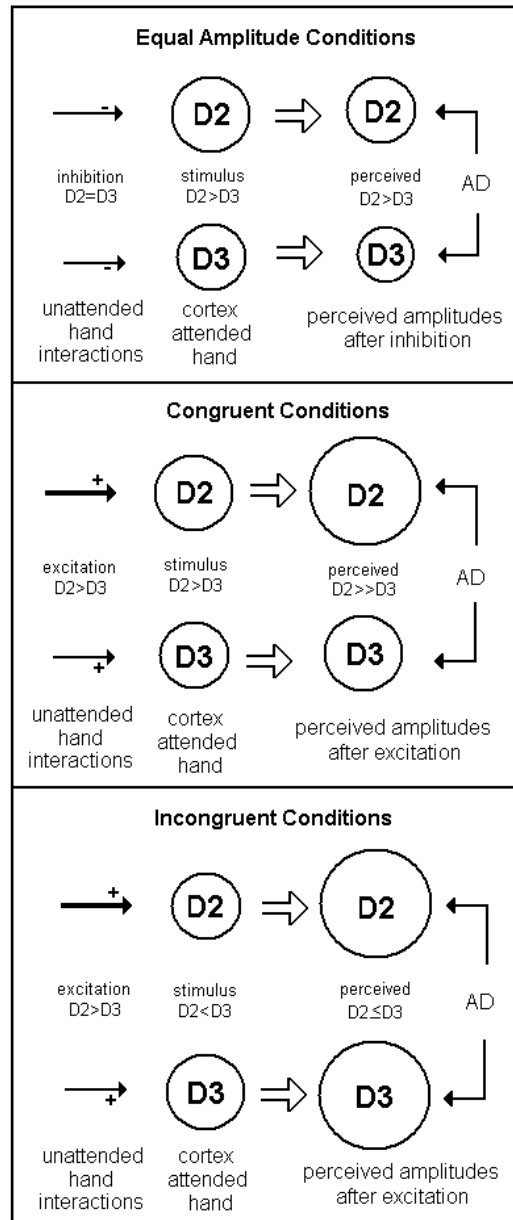 Equal Amplitude Conditions
-
D2
D2
inhibition
D2=D3
stimulus
D2>D3
perceived
D2>D3
AD
-
D3
D3
unattended
hand
interactions
cortex
attended
hand
perceived amplitudes
after inhibition
Congruent Conditions
+
D2
D2
excitation
D2>D3
stimulus
D2>D3
perceived
D2>>D3
AD
+
D3
D3
unattended
hand
interactions
cortex
attended
hand
perceived amplitudes
after excitation
Incongruent Conditions
+
D2
D2
excitation
D2>D3
stimulus
D2<D3
perceived
D2≤D3
AD
+
D3
D3
unattended
hand
interactions
cortex
attended
hand
perceived amplitudes
after excitation